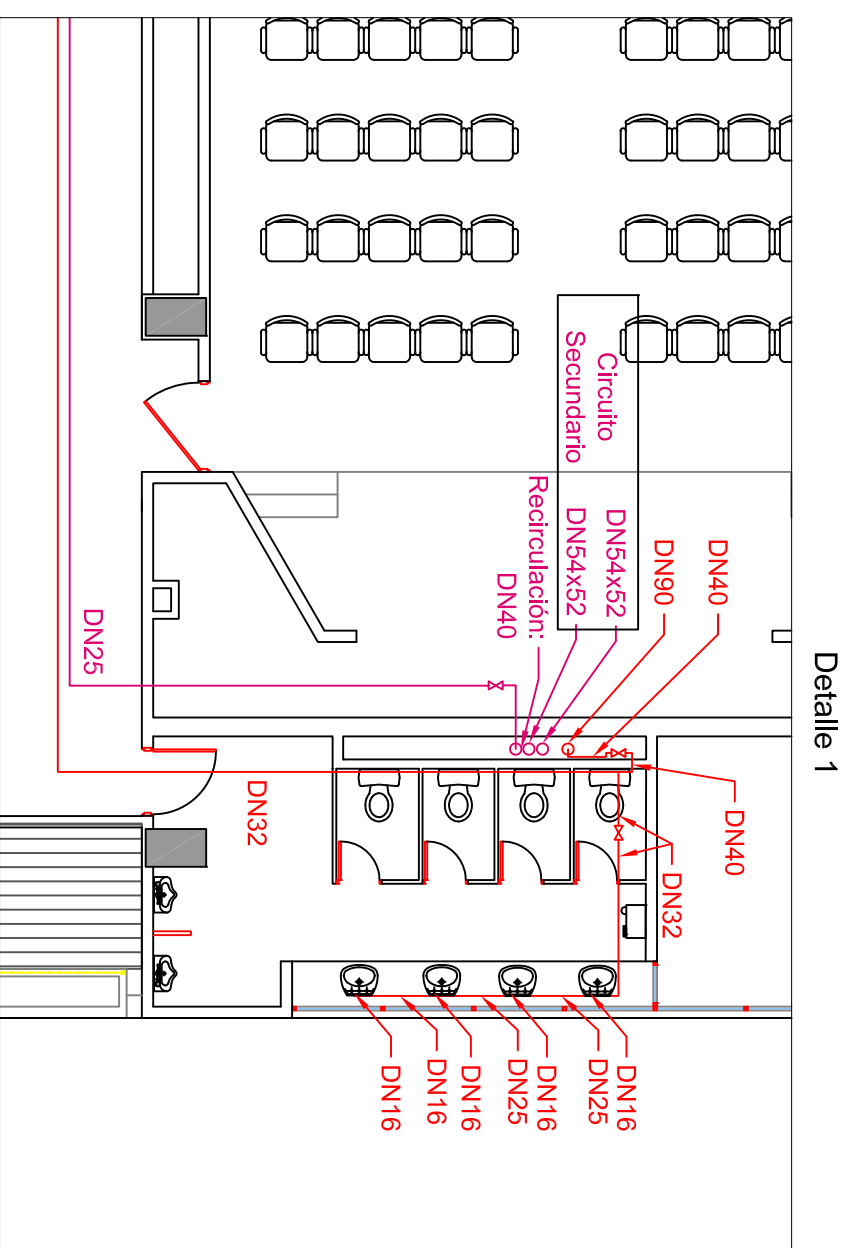 Detalle 1
DN40
DN90
DN54x52
DN54x52
Circuito
Secundario
Recirculación:
DN40
DN25
DN40
DN32
DN32
DN16
DN25
DN16
DN25
DN16
DN16
DN16